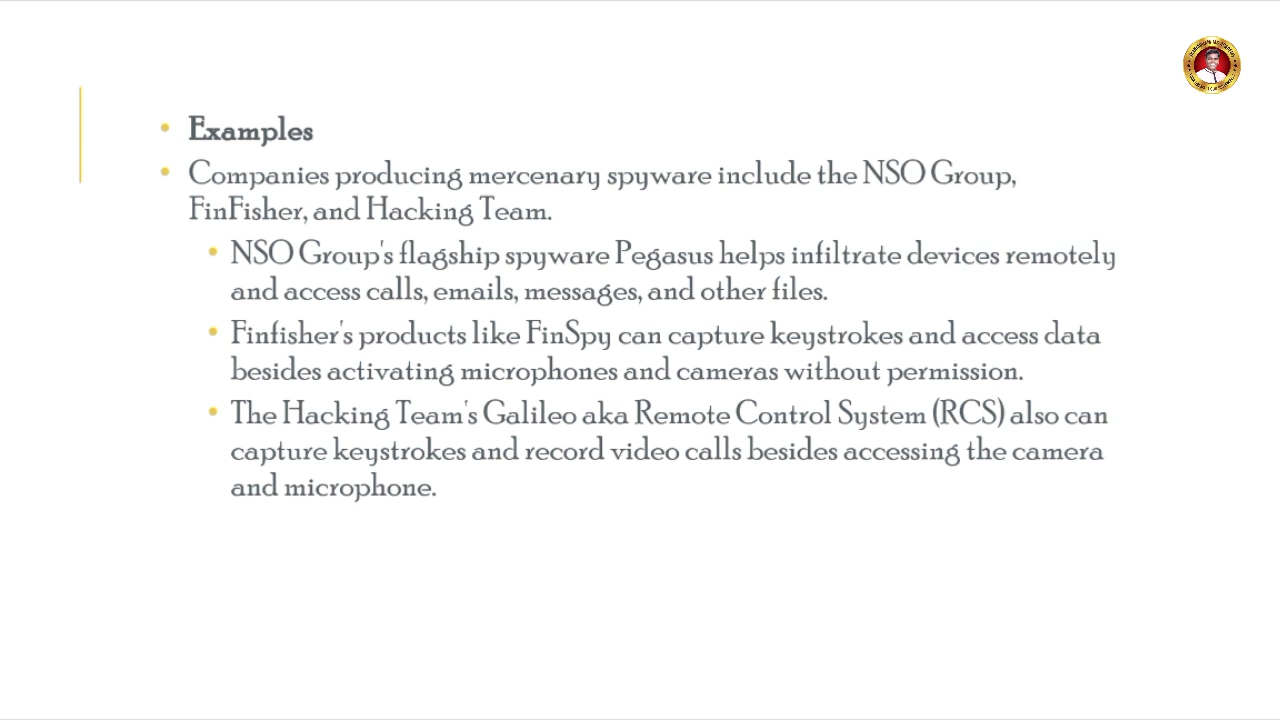 • Examples
• Companies producing mercenary spyware include the NSO Group,
FinFisher, and Hacking Team.
• NSO Group's flagship spyware Pegasus helps infiltrate devices remotely
and access calls, emails, messages, and other files.
• Finfisher's products like FinSpy can capture keystrokes and access data
besides activating microphones and cameras without permission.
• The Hacking Team's Galileo aka Remote Control System (RCS) also can
capture keystrokes and record video calls besides accessing the camera
and microphone.